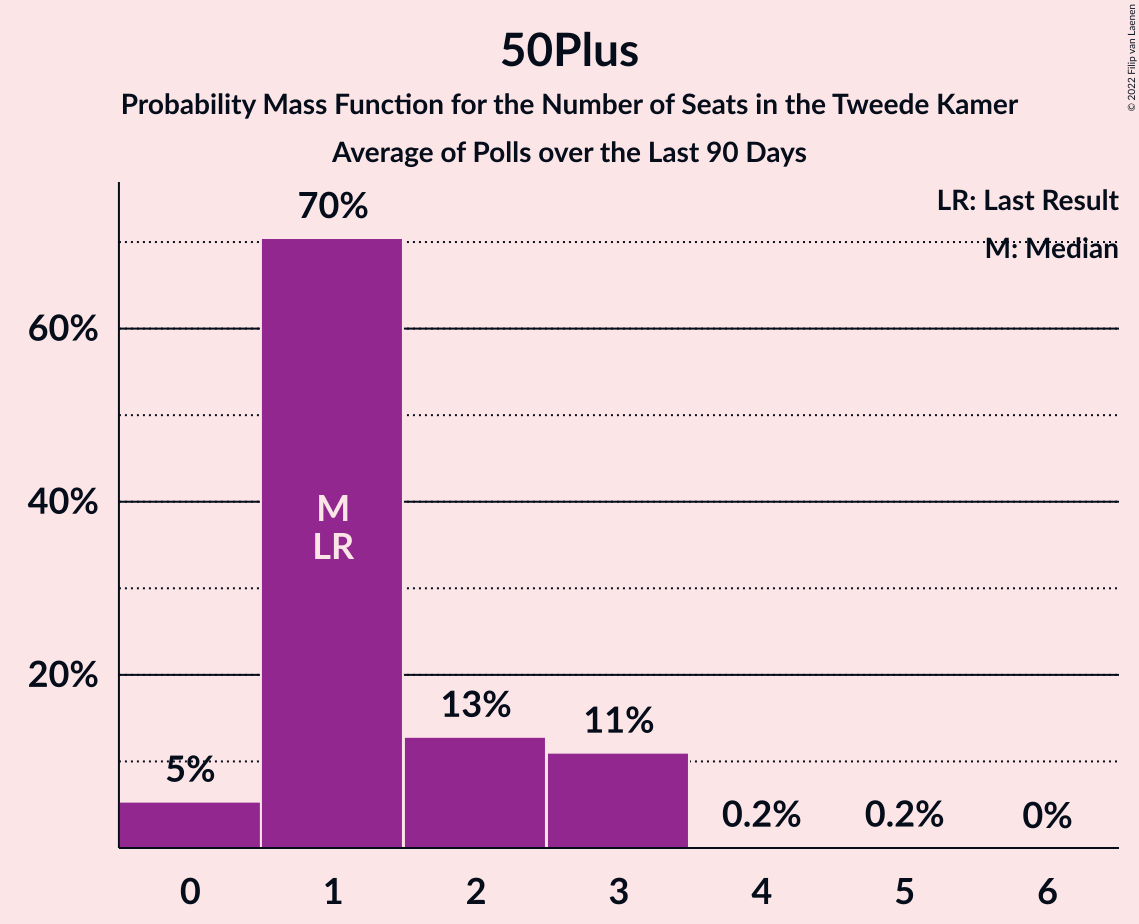 50Plus
Probability Mass Function for the Number of Seats in the Tweede Kamer
Average of Polls over the Last 90 Days
© 2022 Filip van Laenen
LR: Last Result
M: Median
70%
60%
40%
M
LR
20%
13%
11%
5%
0.2%
0.2%
0%
0
1
2
3
4
5
6